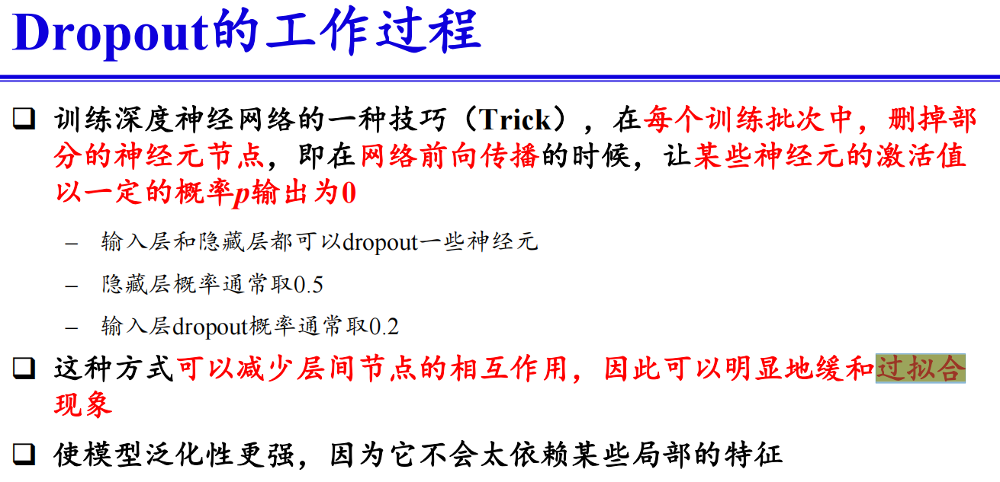 Dropout的工作过程
训练深度神经网络的一种技巧（Trick），在每个训练批次中，删掉部
分的神经元节点，即在网络前向传播的时候，让某些神经元的激活值
以一定的概率p输出为0
– 输入层和隐藏层都可以dropout一些神经元
– 隐藏层概率通常取0.5
– 输入层dropout概率通常取0.2
这种方式可以减少层间节点的相互作用，因此可以明显地缓和过拟合
现象
使模型泛化性更强，因为它不会太依赖某些局部的特征